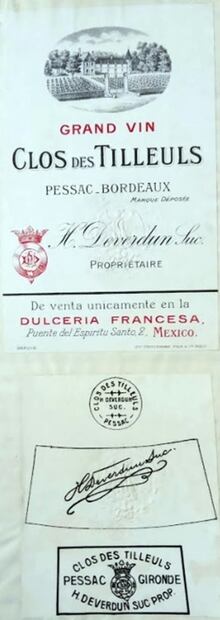 GRAND VIN
CLOS DES TILLEULS
PESSAC-BORDEAUX
MARQUE DÉPOSÉE
H. Deverdun Suc.
PROPRIÉTAIRE
De venta unicamente en la
DULCERIA FRANCESA,
Puente del Espiritu Santo, 2, MEXICO.
CLOS DES TILLEULS
H DEVERDUN
SUC.
PESSAC
H Deverdun Suc.
CLOS DES TILLEULS
PESSAC GIRONDE
H. DEVERDUN SUC PROP.